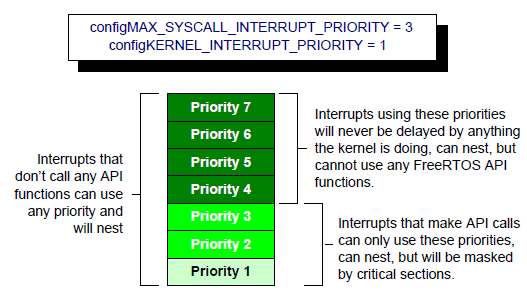 configMAX_SYSCALL_INTERRUPT_PRIORITY = 3
configKERNEL_INTERRUPT_PRIORITY = 1
Interrupts that
don't call any API
functions can use
any priority and
will nest
Priority 7
Priority 6
Priority 5
Priority 4
Priority 3
Priority 2
Priority 1
Interrupts using these priorities
will never be delayed by anything
the kernel is doing, can nest, but
cannot use any FreeRTOS API
functions.
Interrupts that make API calls
can only use these priorities,
can nest, but will be masked
by critical sections.